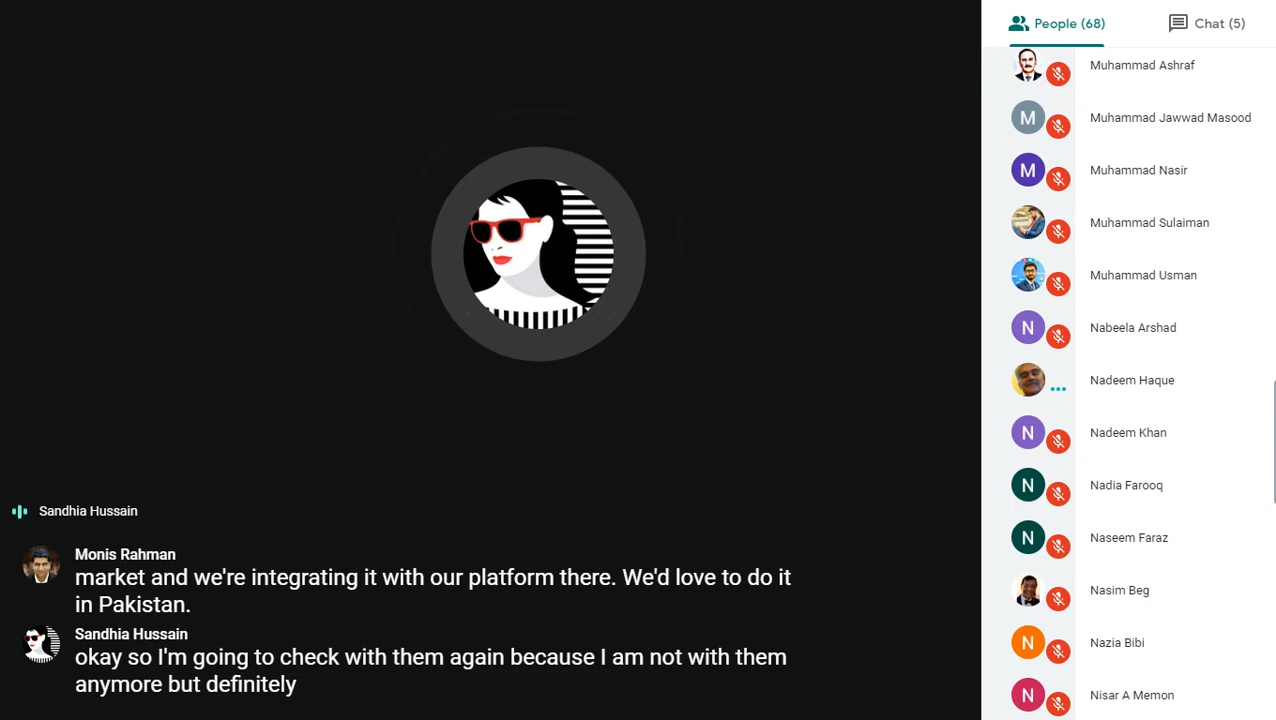 People (68)
Chat (5)
Muhammad Ashraf
M
Muhammad Jawwad Masood
M
Muhammad Nasir
Muhammad Sulaiman
Muhammad Usman
N
Nabeela Arshad
Nadeem Haque
N
Nadeem Khan
N
Nadia Farooq
N
Naseem Faraz
Nasim Beg
N
Nazia Bibi
N
Nisar A Memon
Sandhia Hussain
Monis Rahman
market and we're integrating it with our platform there. We'd love to do it
in Pakistan.
Sandhia Hussain
okay so I'm going to check with them again because I am not with them
anymore but definitely